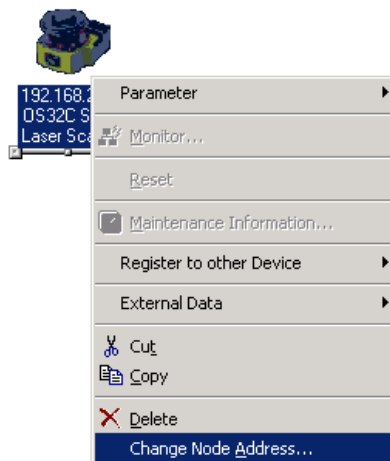 192.168.2
OS32C S
Laser Sca
Parameter
Monitor...
Reset
Maintenance Information...
Register to other Device
External Data
Cut
Copy
Delete
Change Node Address...